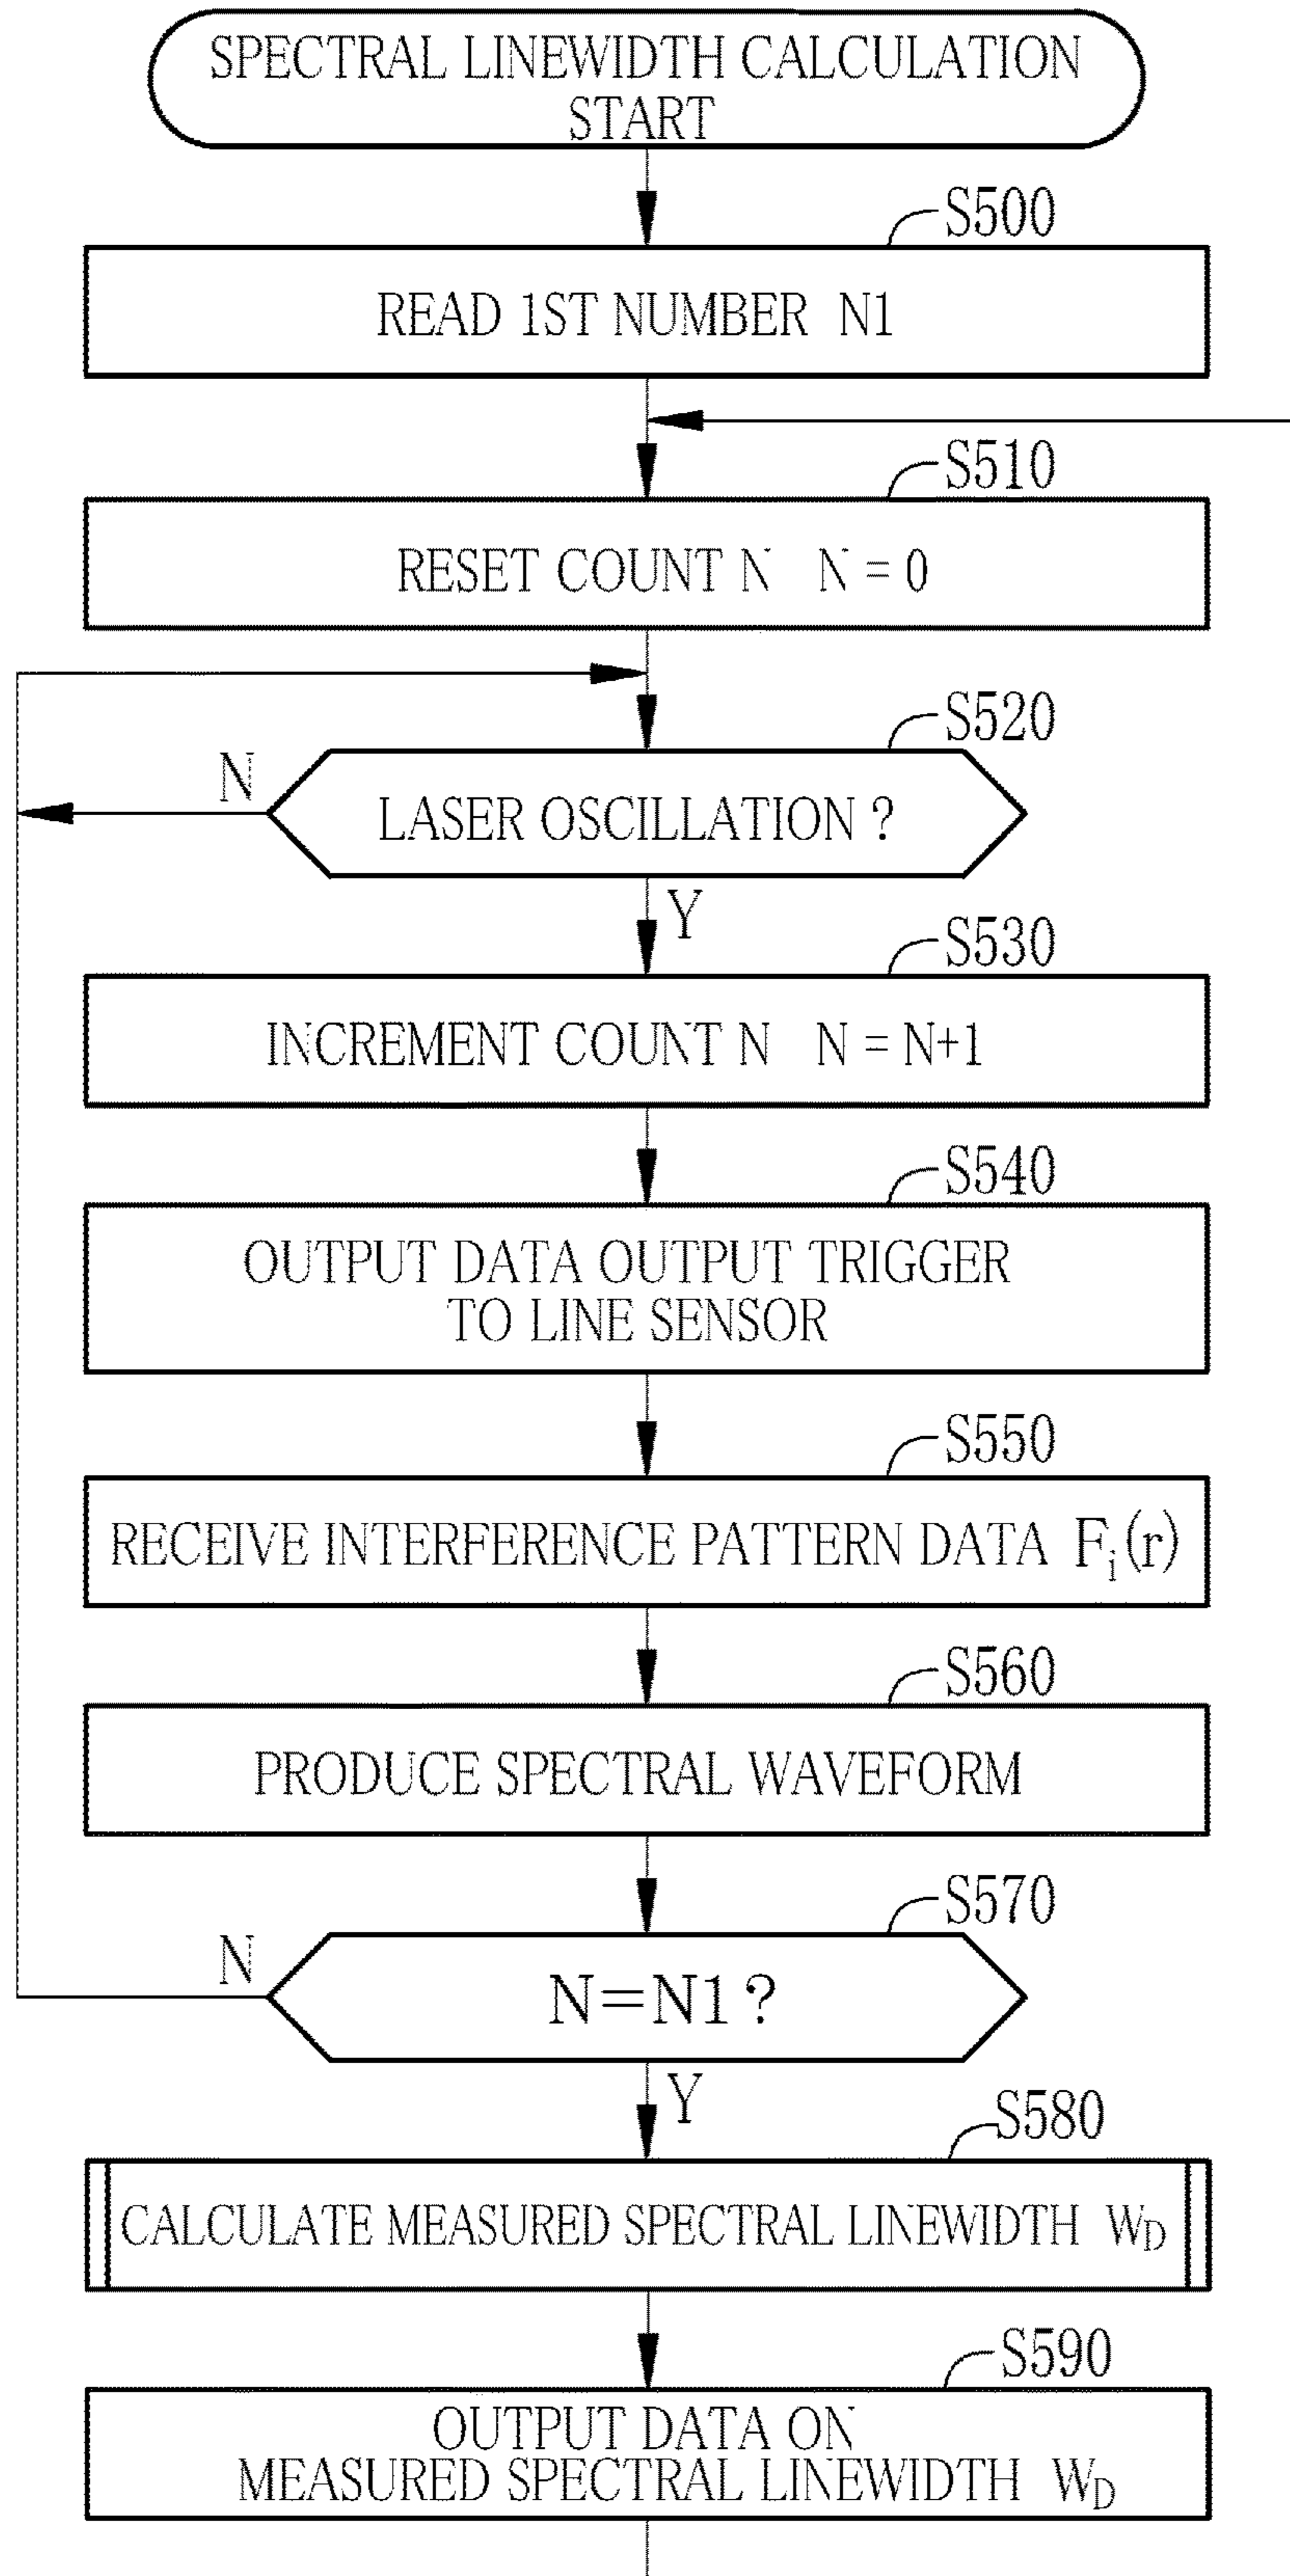 SPECTRAL LINEWIDTH CALCULATION
START
S500
READ 1ST NUMBER N1
S510
RESET COUNT N N = 0
S520
N
LASER OSCILLATION ?
Y
S530
INCREMENT COUNT N N = N+1
S540
OUTPUT DATA OUTPUT TRIGGER
TO LINE SENSOR
S550
RECEIVE INTERFERENCE PATTERN DATA Fi(r)
S560
PRODUCE SPECTRAL WAVEFORM
S570
N
N=N1 ?
Y
S580
CALCULATE MEASURED SPECTRAL LINEWIDTH WD
S590
OUTPUT DATA ON
MEASURED SPECTRAL LINEWIDTH WD